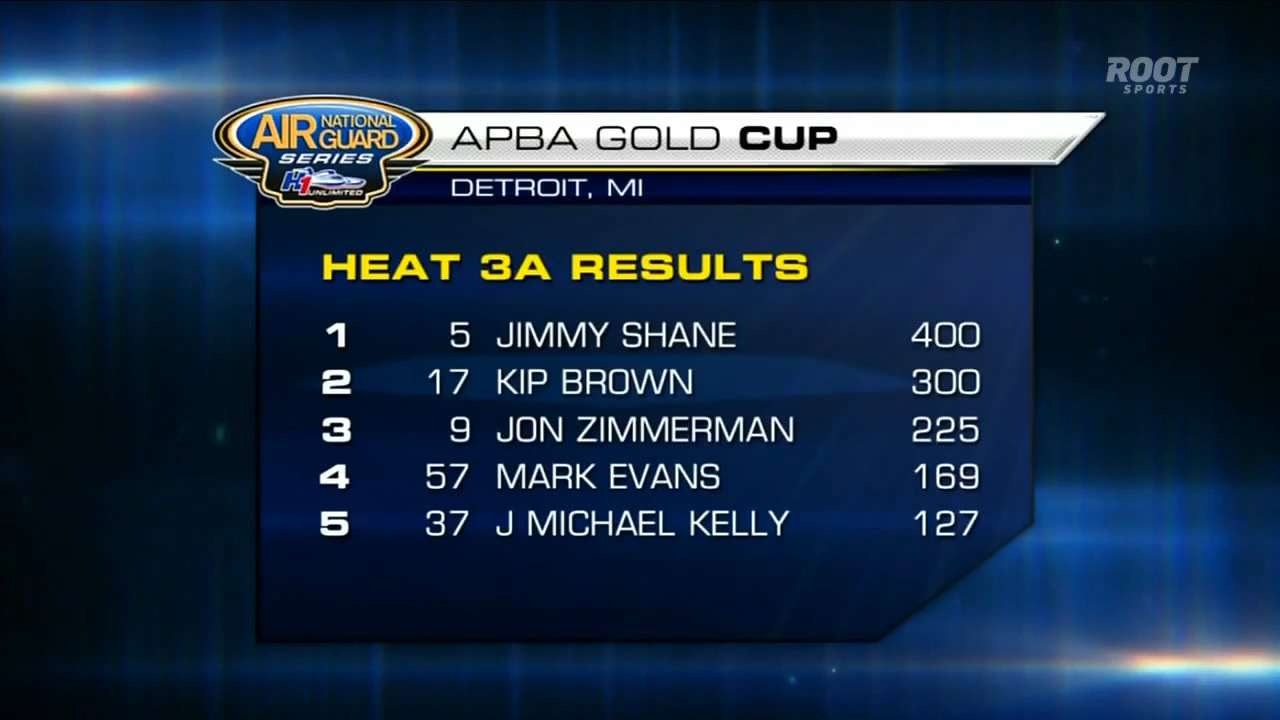 ROOT
SPORTS
AIR NATIONAL GUARD
SERIES
H1 UNLIMITED
APBA GOLD CUP
DETROIT, MI
HEAT 3A RESULTS
1 5 JIMMY SHANE 400
2 17 KIP BROWN 300
3 9 JON ZIMMERMAN 225
4 57 MARK EVANS 169
5 37 J MICHAEL KELLY 127